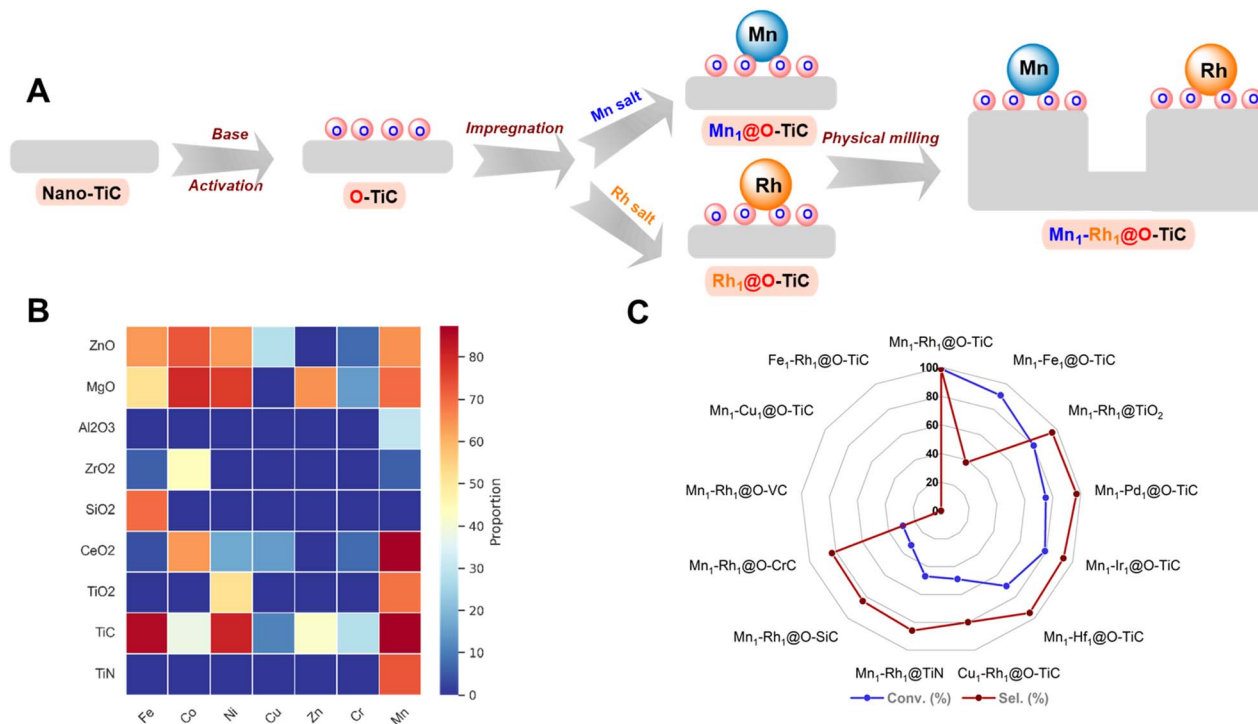 A
Nano-TiC
Base
Activation
O O O O
O-TiC
Impregnation
Mn salt
Rh salt
Mn
O O O O
Mn₁@O-TiC
Rh
O O O O
Rh₁@O-TiC
Physical milling
Mn
O O O O
Rh
O O O O
Mn₁-Rh₁@O-TiC
B
ZnO
MgO
Al2O3
ZrO2
SiO2
CeO2
TiO2
TiC
TiN
Fe Co Ni Cu Zn Cr Mn
80
70
60
50
40
30
20
10
0
Proportion
C
Mn₁-Rh₁@O-TiC
Mn₁-Fe₁@O-TiC
Mn₁-Rh₁@TiO₂
Mn₁-Pd₁@O-TiC
Mn₁-Ir₁@O-TiC
Mn₁-Hf₁@O-TiC
Cu₁-Rh₁@O-TiC
Mn₁-Rh₁@TiN
Mn₁-Rh₁@O-SiC
Mn₁-Rh₁@O-CrC
Mn₁-Rh₁@O-VC
Mn₁-Cu₁@O-TiC
Fe₁-Rh₁@O-TiC
100
80
60
40
20
0
Conv. (%) Sel. (%)